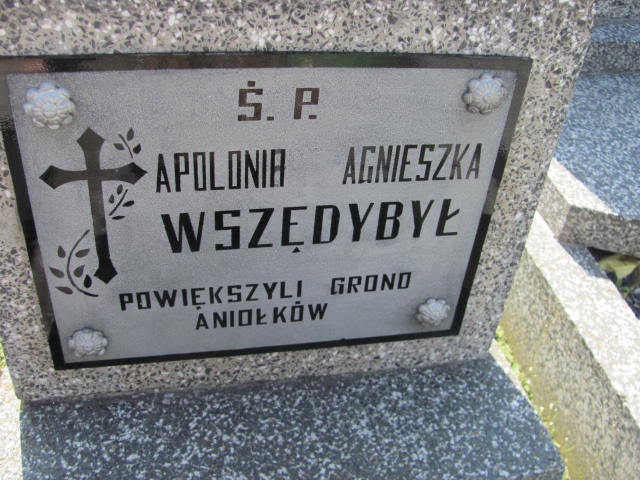 Ś. P.
APOLONIA AGNIESZKA
WSZĘDYBYŁ
POWIĘKSZYLI GRONO
ANIOŁKÓW